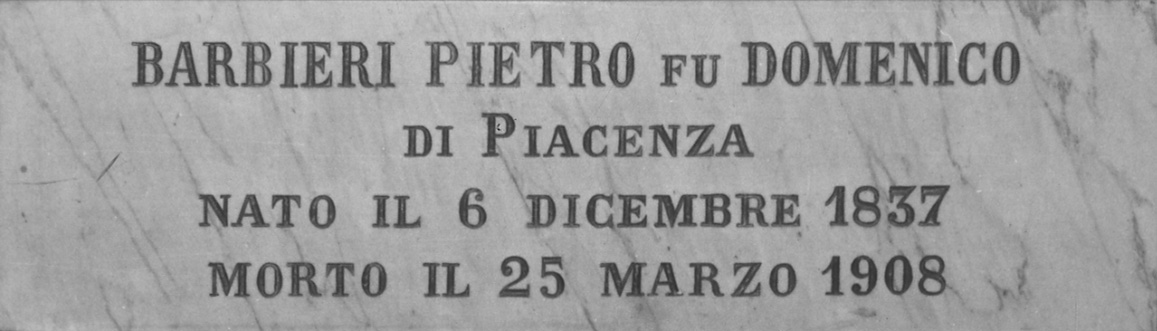 BARBIERI PIETRO FU DOMENICO
DI PIACENZA
NATO IL 6 DICEMBRE 1837
MORTO IL 25 MARZO 1908